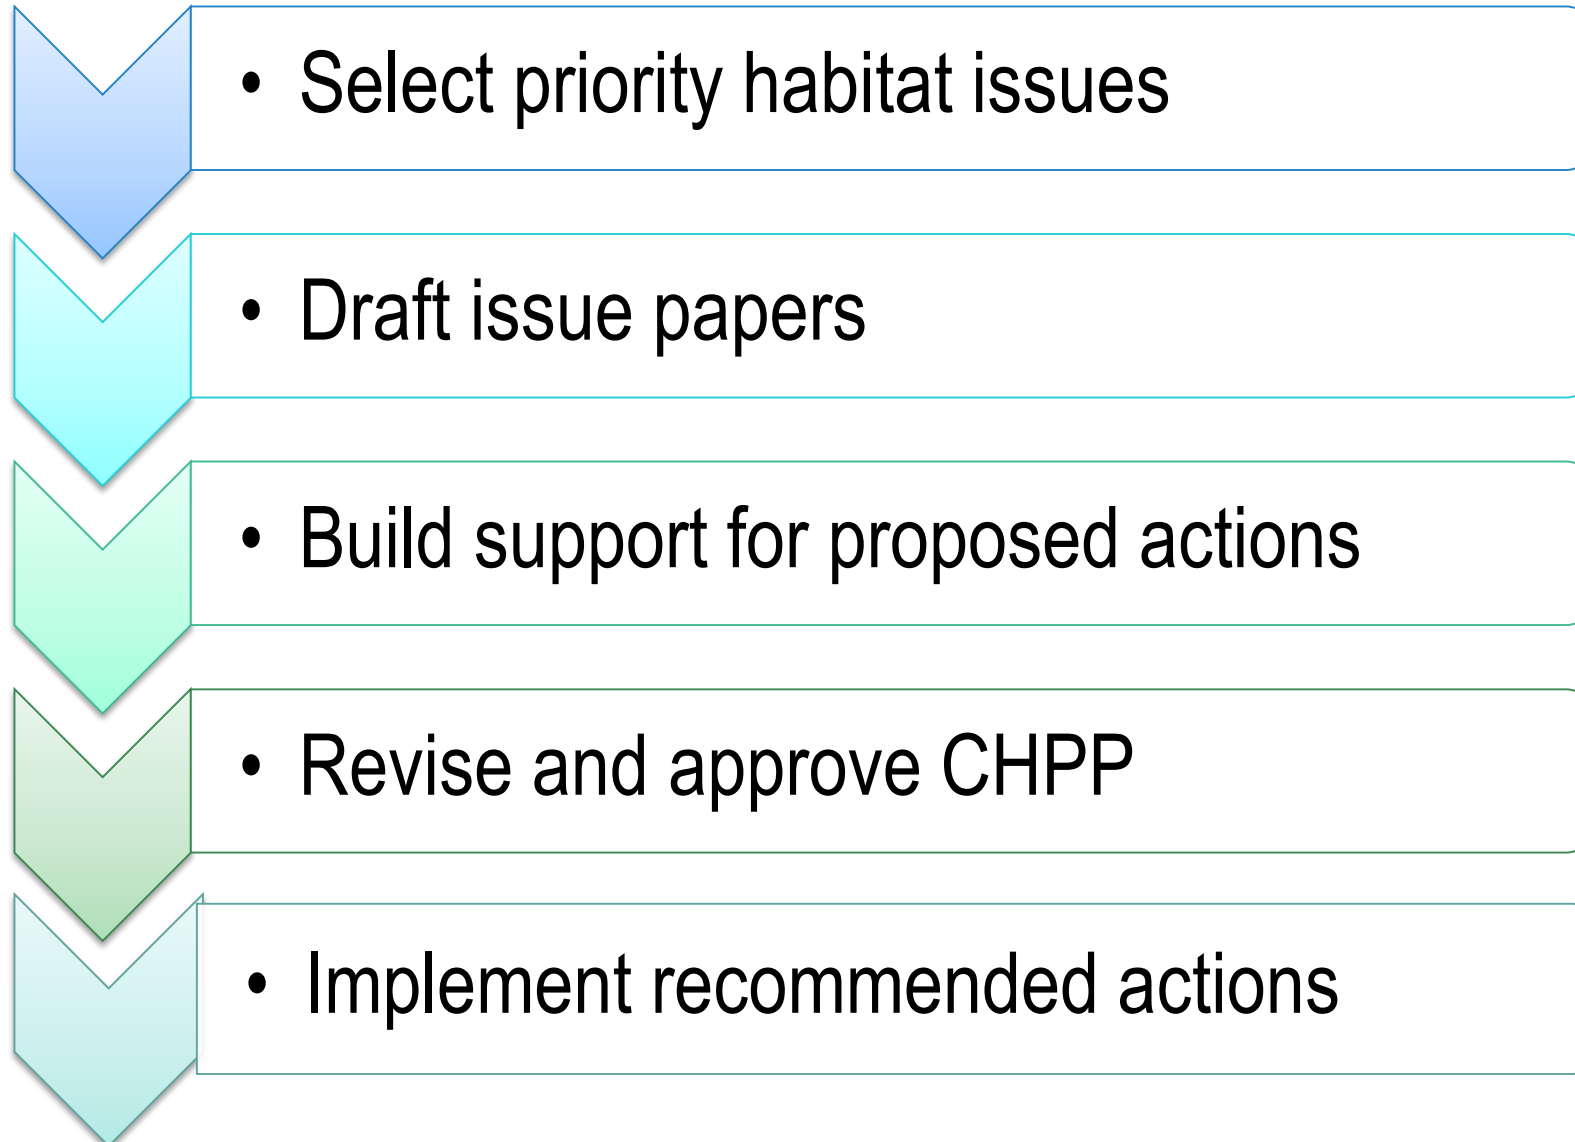 • Select priority habitat issues
• Draft issue papers
• Build support for proposed actions
• Revise and approve CHPP
• Implement recommended actions